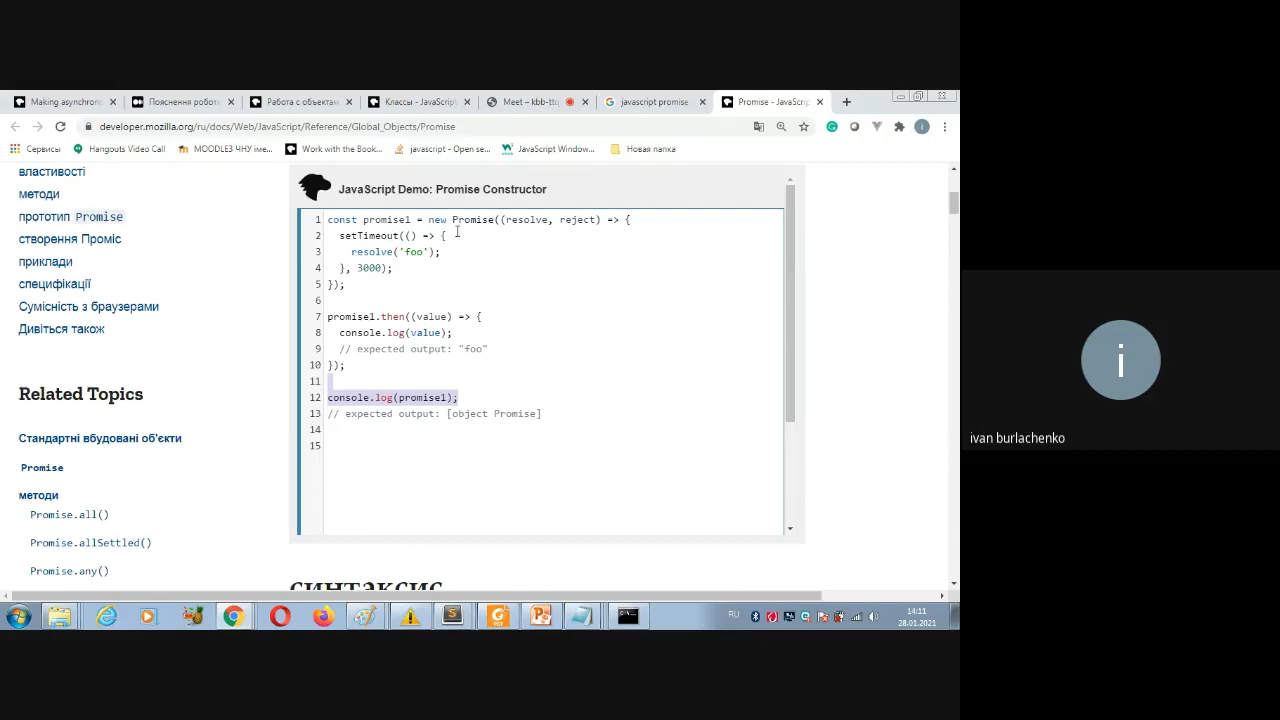 Making asynchrono
Пояснення роботи
Работа с объектам
Классы - JavaScript
Meet – kbb-ttq
javascript promise
Promise - JavaScri
developer.mozilla.org/ru/docs/Web/JavaScript/Reference/Global_Objects/Promise
Сервисы
Hangouts Video Call
MOODLE3 ЧНУ іме...
Work with the Book...
javascript - Open se...
JavaScript Window...
Новая папка
властивості
методи
прототип Promise
створення Проміс
приклади
специфікації
Сумісність з браузерами
Дивіться також
Related Topics
Стандартні вбудовані об'єкти
Promise
методи
Promise.all()
Promise.allSettled()
Promise.any()
JavaScript Demo: Promise Constructor
1 const promise1 = new Promise((resolve, reject) => {
2 setTimeout(() => {
3 resolve('foo');
4 }, 3000);
5 });
6
7 promise1.then((value) => {
8 console.log(value);
9 // expected output: "foo"
10 });
11
12 console.log(promise1);
13 // expected output: [object Promise]
14
15
синтаксис
i
ivan burlachenko
RU
14:11
28.01.2021